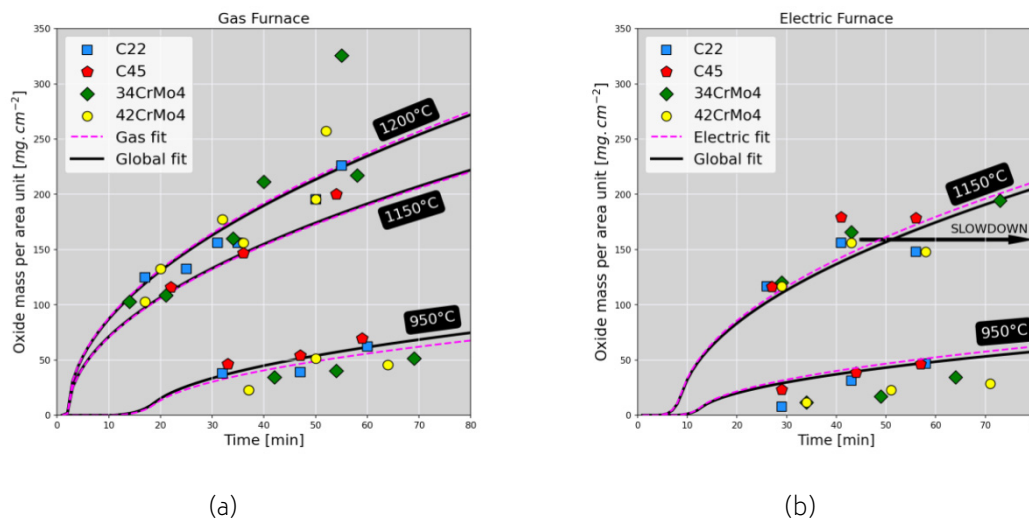 Gas Furnace
Oxide mass per area unit [mg. cm⁻²]
350
300
250
200
150
100
50
0
C22
C45
34CrMo4
42CrMo4
Gas fit
Global fit
1200°C
1150°C
950°C
0 10 20 30 40 50 60 70 80
Time [min]
(a)
Electric Furnace
Oxide mass per area unit [mg. cm⁻²]
350
300
250
200
150
100
50
0
C22
C45
34CrMo4
42CrMo4
Electric fit
Global fit
1150°C
SLOWDOWN
950°C
0 10 20 30 40 50 60 70
Time [min]
(b)